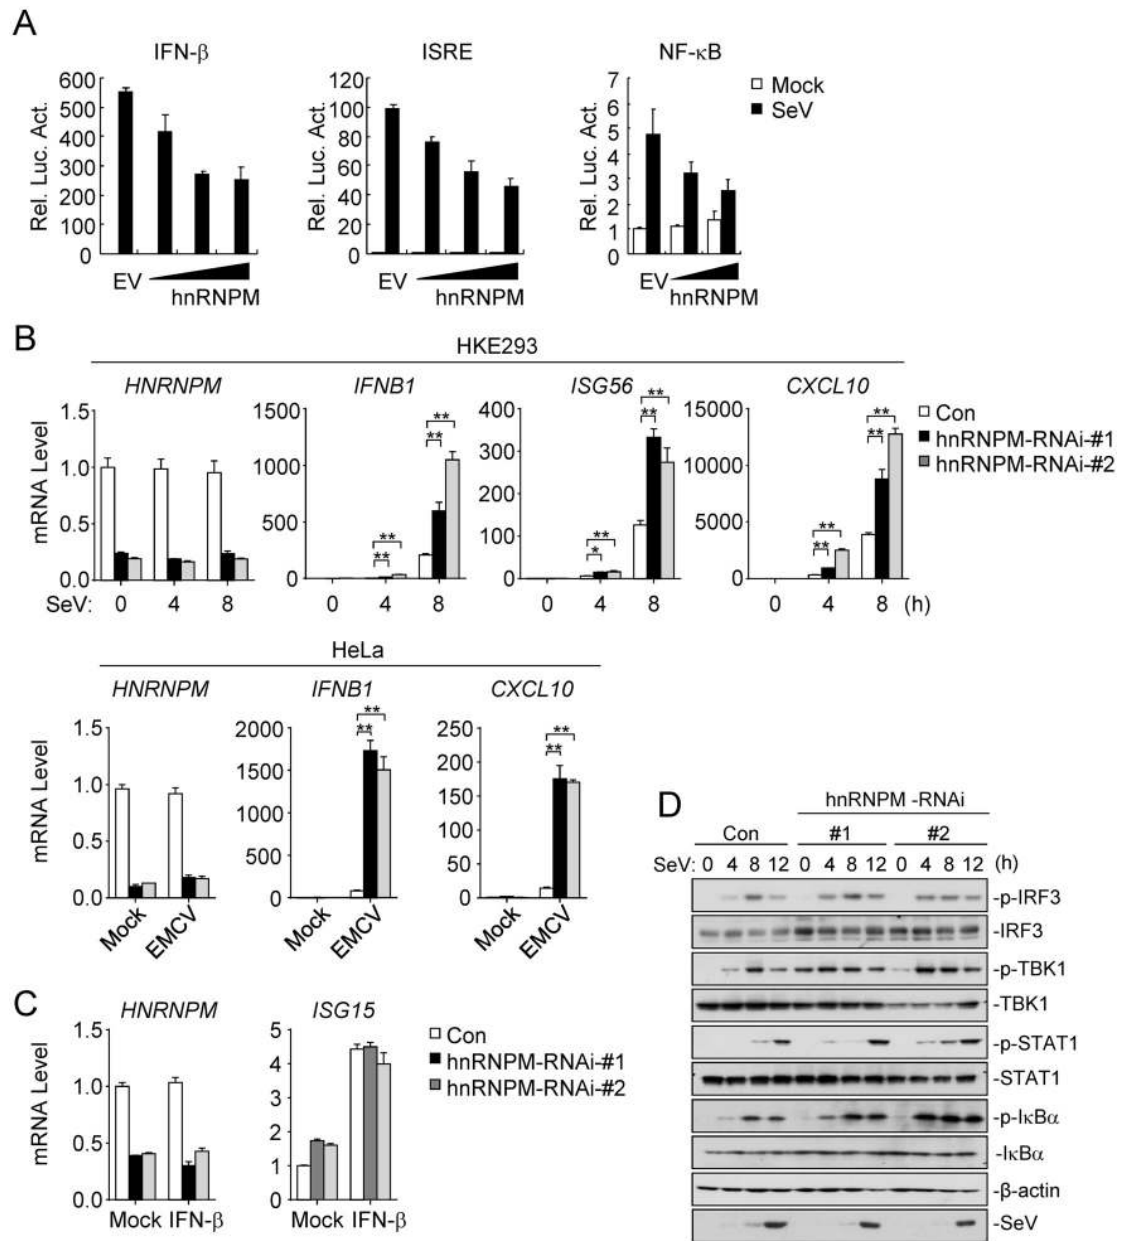 A
IFN-β
ISRE
NF-κB
Rel. Luc. Act.
600
500
400
300
200
100
0
EV
hnRNPM
Rel. Luc. Act.
120
100
80
60
40
20
0
EV
hnRNPM
Rel. Luc. Act.
7
6
5
4
3
2
1
0
EV
hnRNPM
Mock
SeV
B
HKE293
HNRNPM
IFNB1
ISG56
CXCL10
mRNA Level
1.5
1.0
0.5
0.0
1500
1000
500
0
400
300
200
100
0
15000
10000
5000
0
** ** ** **
* ** ** **
** ** ** **
SeV: 0 4 8 0 4 8 0 4 8 0 4 8 (h)
Con
hnRNPM-RNAi-#1
hnRNPM-RNAi-#2
HeLa
HNRNPM
IFNB1
CXCL10
mRNA Level
1.5
1.0
0.5
0.0
2000
1500
1000
500
0
250
200
150
100
50
0
** **
** **
Mock EMCV Mock EMCV Mock EMCV
C
HNRNPM
ISG15
mRNA Level
1.5
1.0
0.5
0.0
5
4
3
2
1
0
Mock IFN-β Mock IFN-β
Con
hnRNPM-RNAi-#1
hnRNPM-RNAi-#2
D
hnRNPM -RNAi
Con #1 #2
SeV: 0 4 8 12 0 4 8 12 0 4 8 12 (h)
-p-IRF3
-IRF3
-p-TBK1
-TBK1
-p-STAT1
-STAT1
-p-IκBα
-IκBα
-β-actin
-SeV